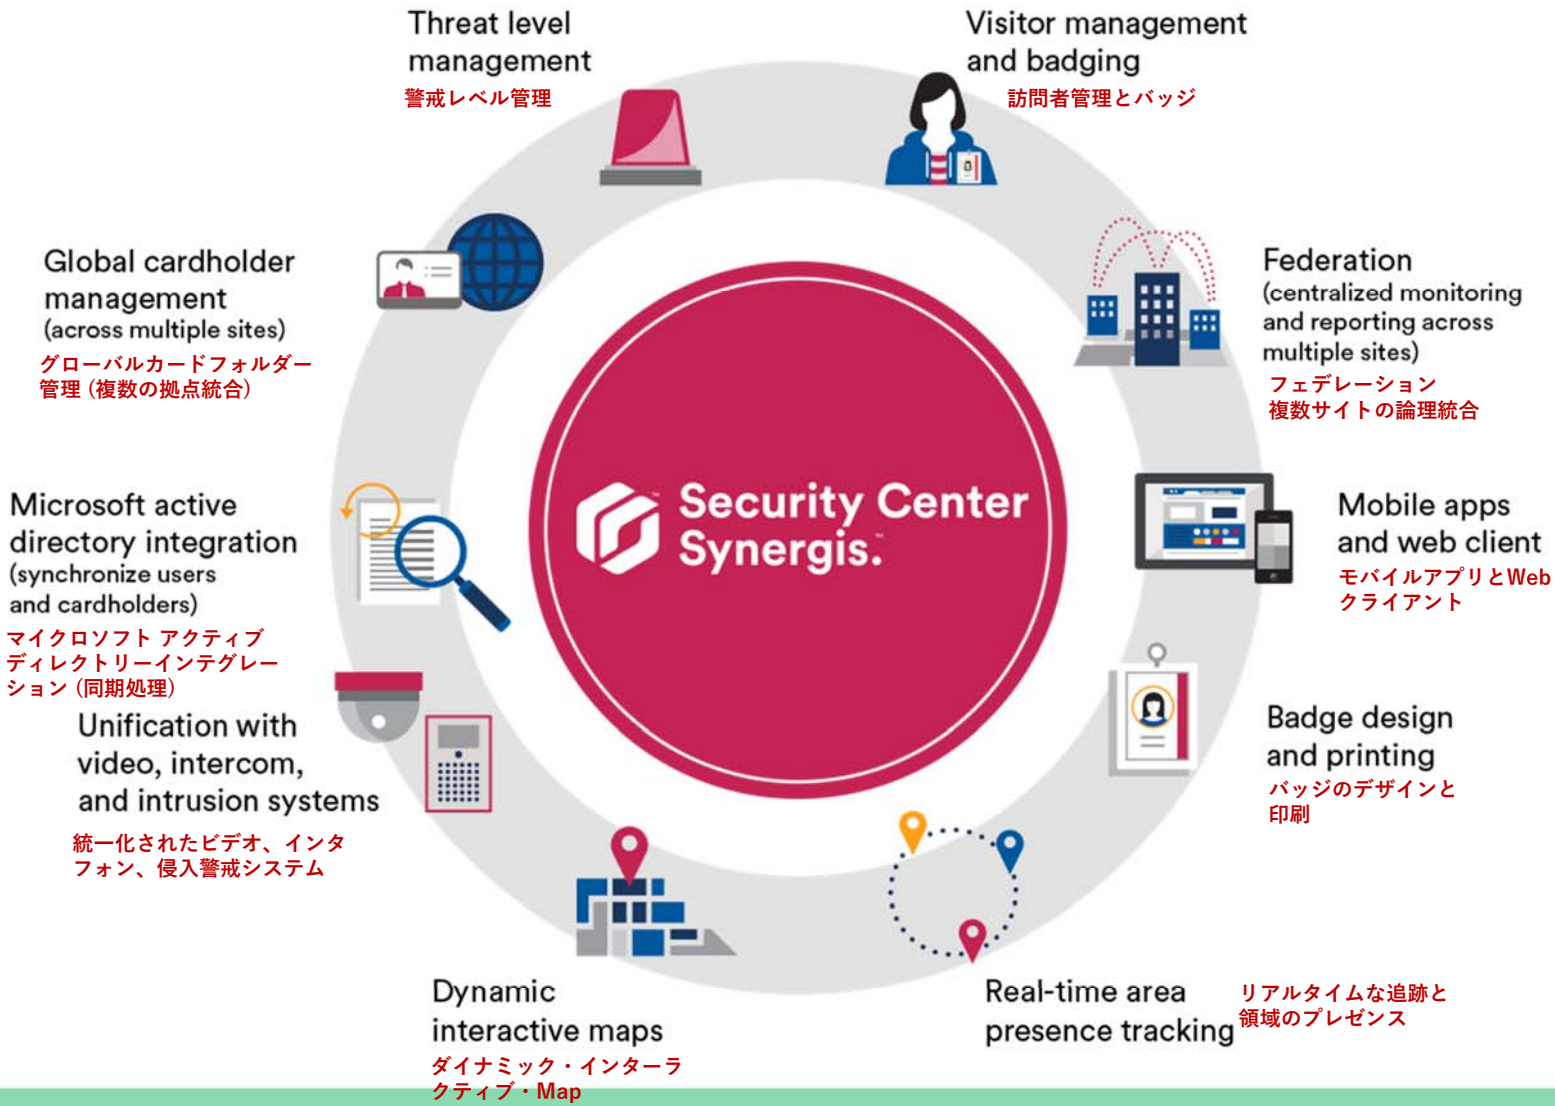 Threat level
management
警戒レベル管理
Visitor management
and badging
訪問者管理とバッジ
Global cardholder
management
(across multiple sites)
グローバルカードフォルダー
管理 (複数の拠点統合)
Federation
(centralized monitoring
and reporting across
multiple sites)
フェデレーション
複数サイトの論理統合
Microsoft active
directory integration
(synchronize users
and cardholders)
マイクロソフト アクティブ
ディレクトリーインテグレー
ション (同期処理)
Security Center
Synergis.™
Mobile apps
and web client
モバイルアプリとWeb
クライアント
Unification with
video, intercom,
and intrusion systems
統一化されたビデオ、インタ
フォン、侵入警戒システム
Badge design
and printing
バッジのデザインと
印刷
Dynamic
interactive maps
ダイナミック・インターラ
クティブ・Map
Real-time area
presence tracking
リアルタイムな追跡と
領域のプレゼンス